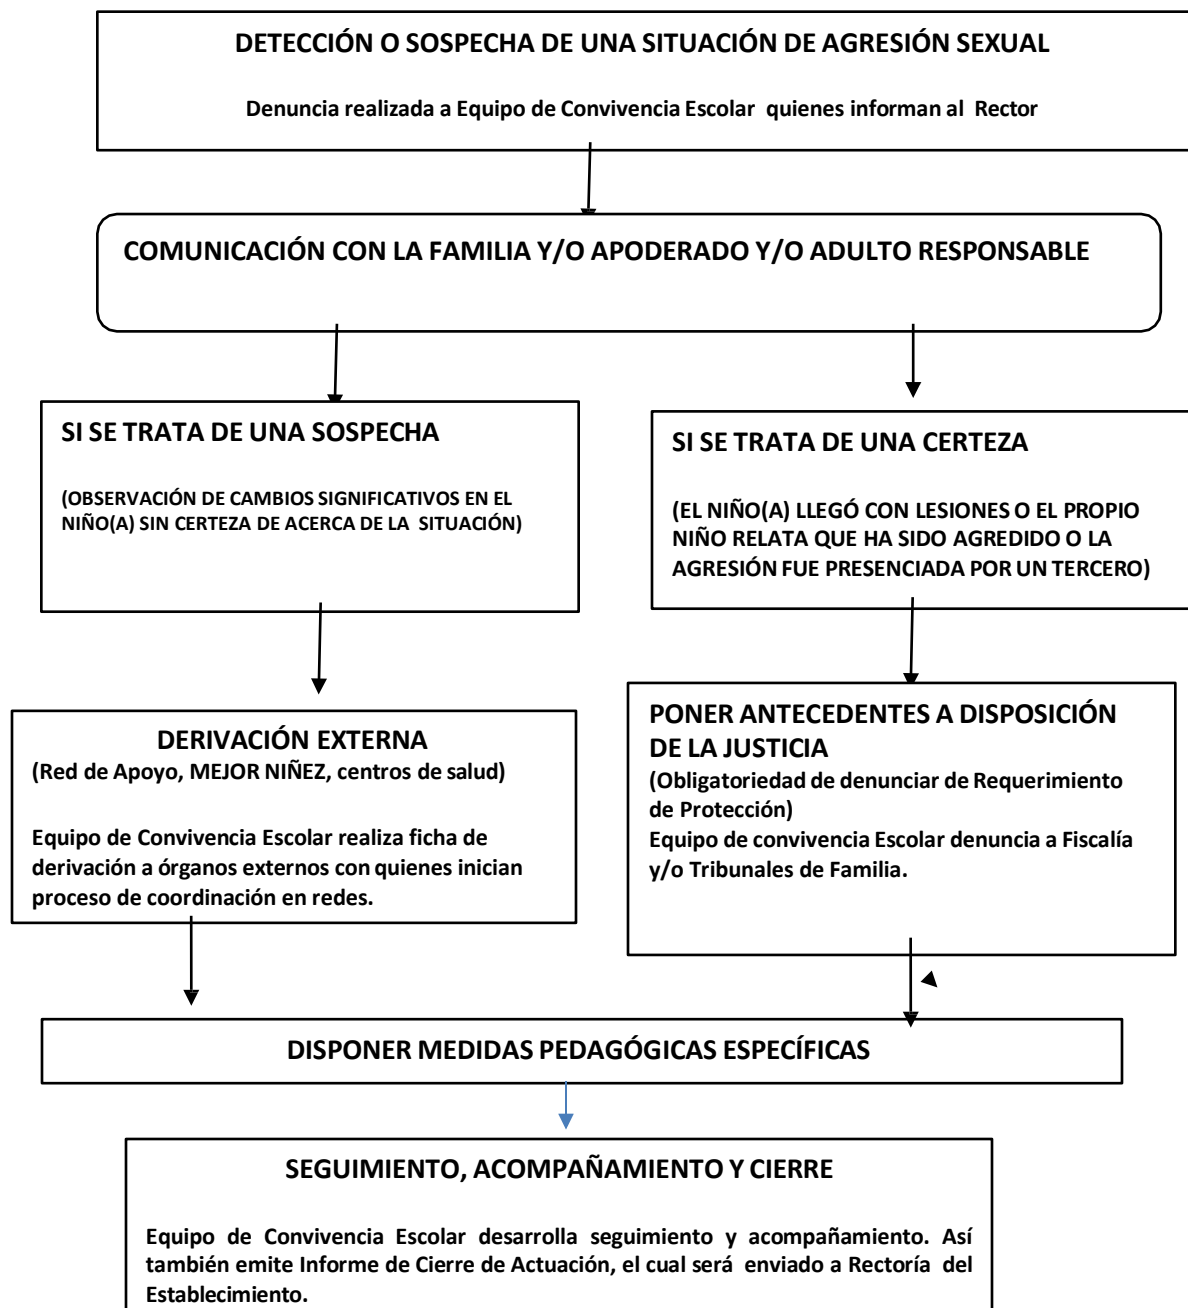 DETECCIÓN O SOSPECHA DE UNA SITUACIÓN DE AGRESIÓN SEXUAL
Denuncia realizada a Equipo de Convivencia Escolar quienes informan al Rector
COMUNICACIÓN CON LA FAMILIA Y/O APODERADO Y/O ADULTO RESPONSABLE
SI SE TRATA DE UNA SOSPECHA
(OBSERVACIÓN DE CAMBIOS SIGNIFICATIVOS EN EL
NIÑO(A) SIN CERTEZA DE ACERCA DE LA SITUACIÓN)
SI SE TRATA DE UNA CERTEZA
(EL NIÑO(A) LLEGÓ CON LESIONES O EL PROPIO
NIÑO RELATA QUE HA SIDO AGREDIDO O LA
AGRESIÓN FUE PRESENCIADA POR UN TERCERO)
DERIVACIÓN EXTERNA
(Red de Apoyo, MEJOR NIÑEZ, centros de salud)
Equipo de Convivencia Escolar realiza ficha de
derivación a órganos externos con quienes inician
proceso de coordinación en redes.
PONER ANTECEDENTES A DISPOSICIÓN
DE LA JUSTICIA
(Obligatoriedad de denunciar de Requerimiento
de Protección)
Equipo de convivencia Escolar denuncia a Fiscalía
y/o Tribunales de Familia.
DISPONER MEDIDAS PEDAGÓGICAS ESPECÍFICAS
SEGUIMIENTO, ACOMPAÑAMIENTO Y CIERRE
Equipo de Convivencia Escolar desarrolla seguimiento y acompañamiento. Así
también emite Informe de Cierre de Actuación, el cual será enviado a Rectoría del
Establecimiento.